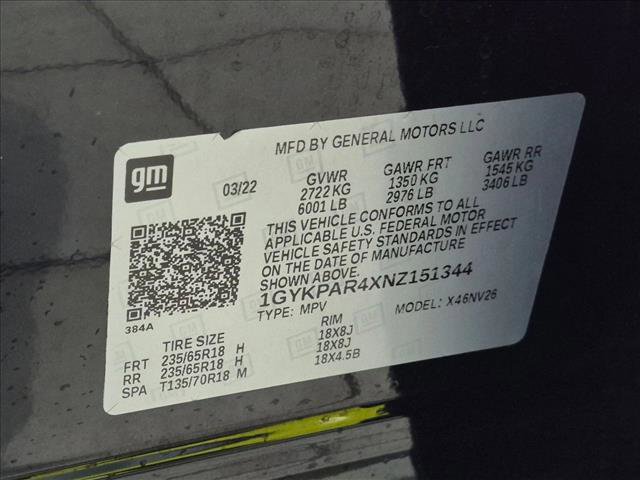 MFD BY GENERAL MOTORS LLC
gm
03/22
GVWR GAWR FRT GAWR RR
2722 KG 1350 KG 1545 KG
6001 LB 2976 LB 3406 LB
THIS VEHICLE CONFORMS TO ALL
APPLICABLE U.S. FEDERAL MOTOR
VEHICLE SAFETY STANDARDS IN EFFECT
ON THE DATE OF MANUFACTURE
SHOWN ABOVE.
1GYKPAR4XNZ151344
TYPE: MPV MODEL: X46NV26
384A
TIRE SIZE RIM
FRT 235/65R18 H 18X8J
RR 235/65R18 H 18X8J
SPA T135/70R18 M 18X4.5B